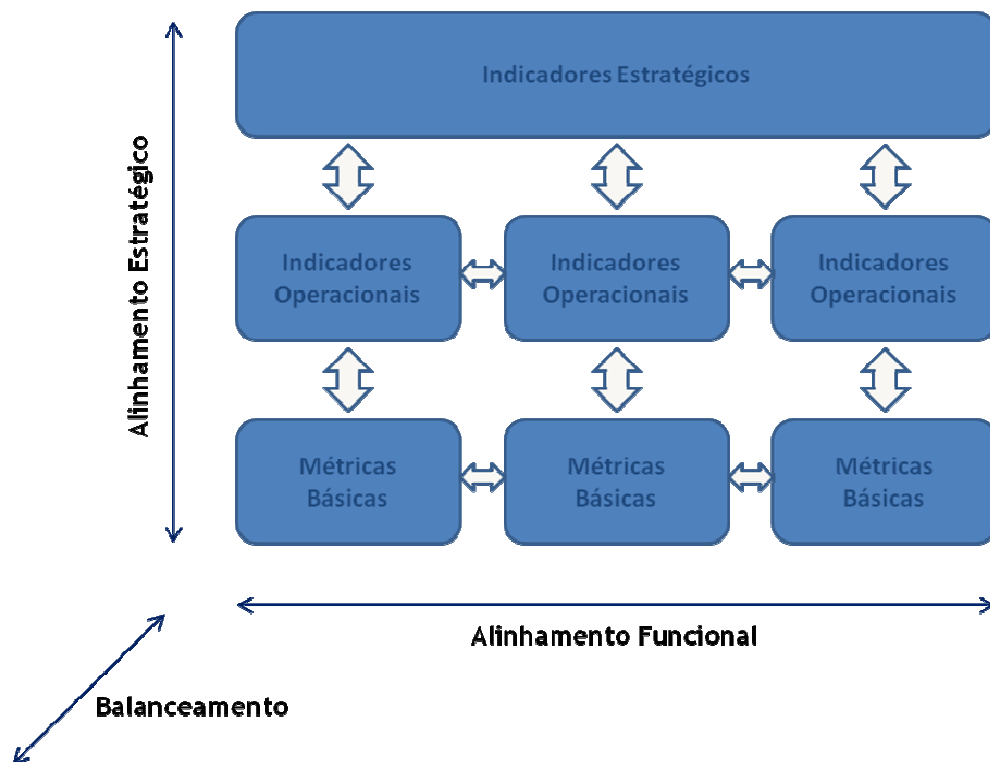 Indicadores Estratégicos
Alinhamento Estratégico
Indicadores
Operacionais
Indicadores
Operacionais
Indicadores
Operacionais
Métricas
Básicas
Métricas
Básicas
Métricas
Básicas
Alinhamento Funcional
Balanceamento